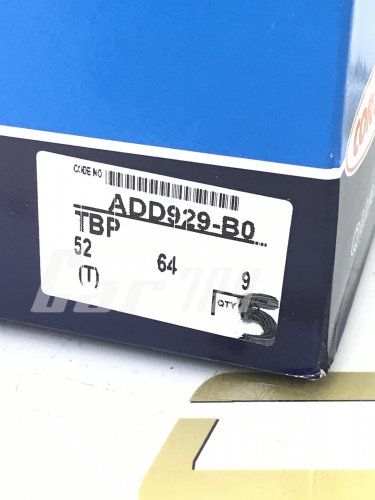 CODE NO
ADD929-B0
TBP
52 64 9
(T)
QTY 5